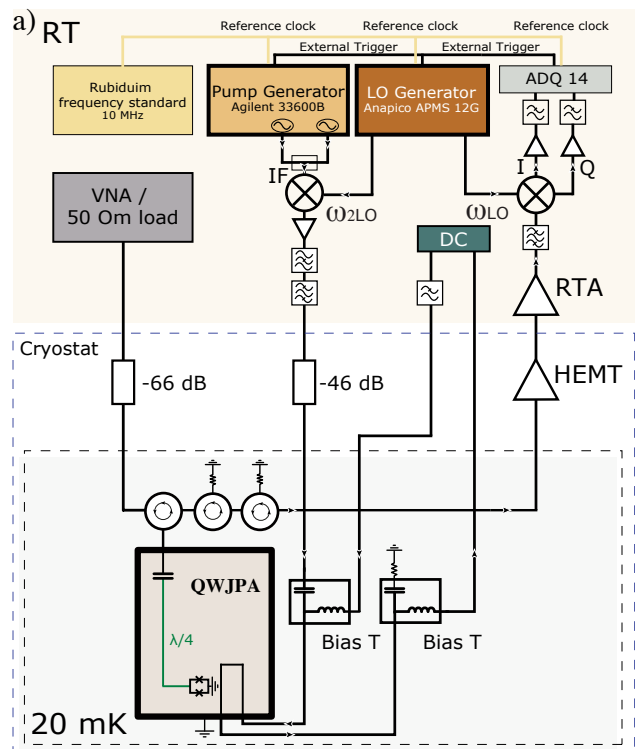 a) RT
Reference clock
Reference clock
Reference clock
External Trigger
External Trigger
Rubiduim
frequency standard
10 MHz
Pump Generator
Agilent 33600B
LO Generator
Anapico APMS 12G
ADQ 14
IF
I
Q
VNA /
50 Om load
ω2LO
ωLO
DC
RTA
Cryostat
-66 dB
-46 dB
HEMT
QWJPA
λ/4
Bias T
Bias T
20 mK